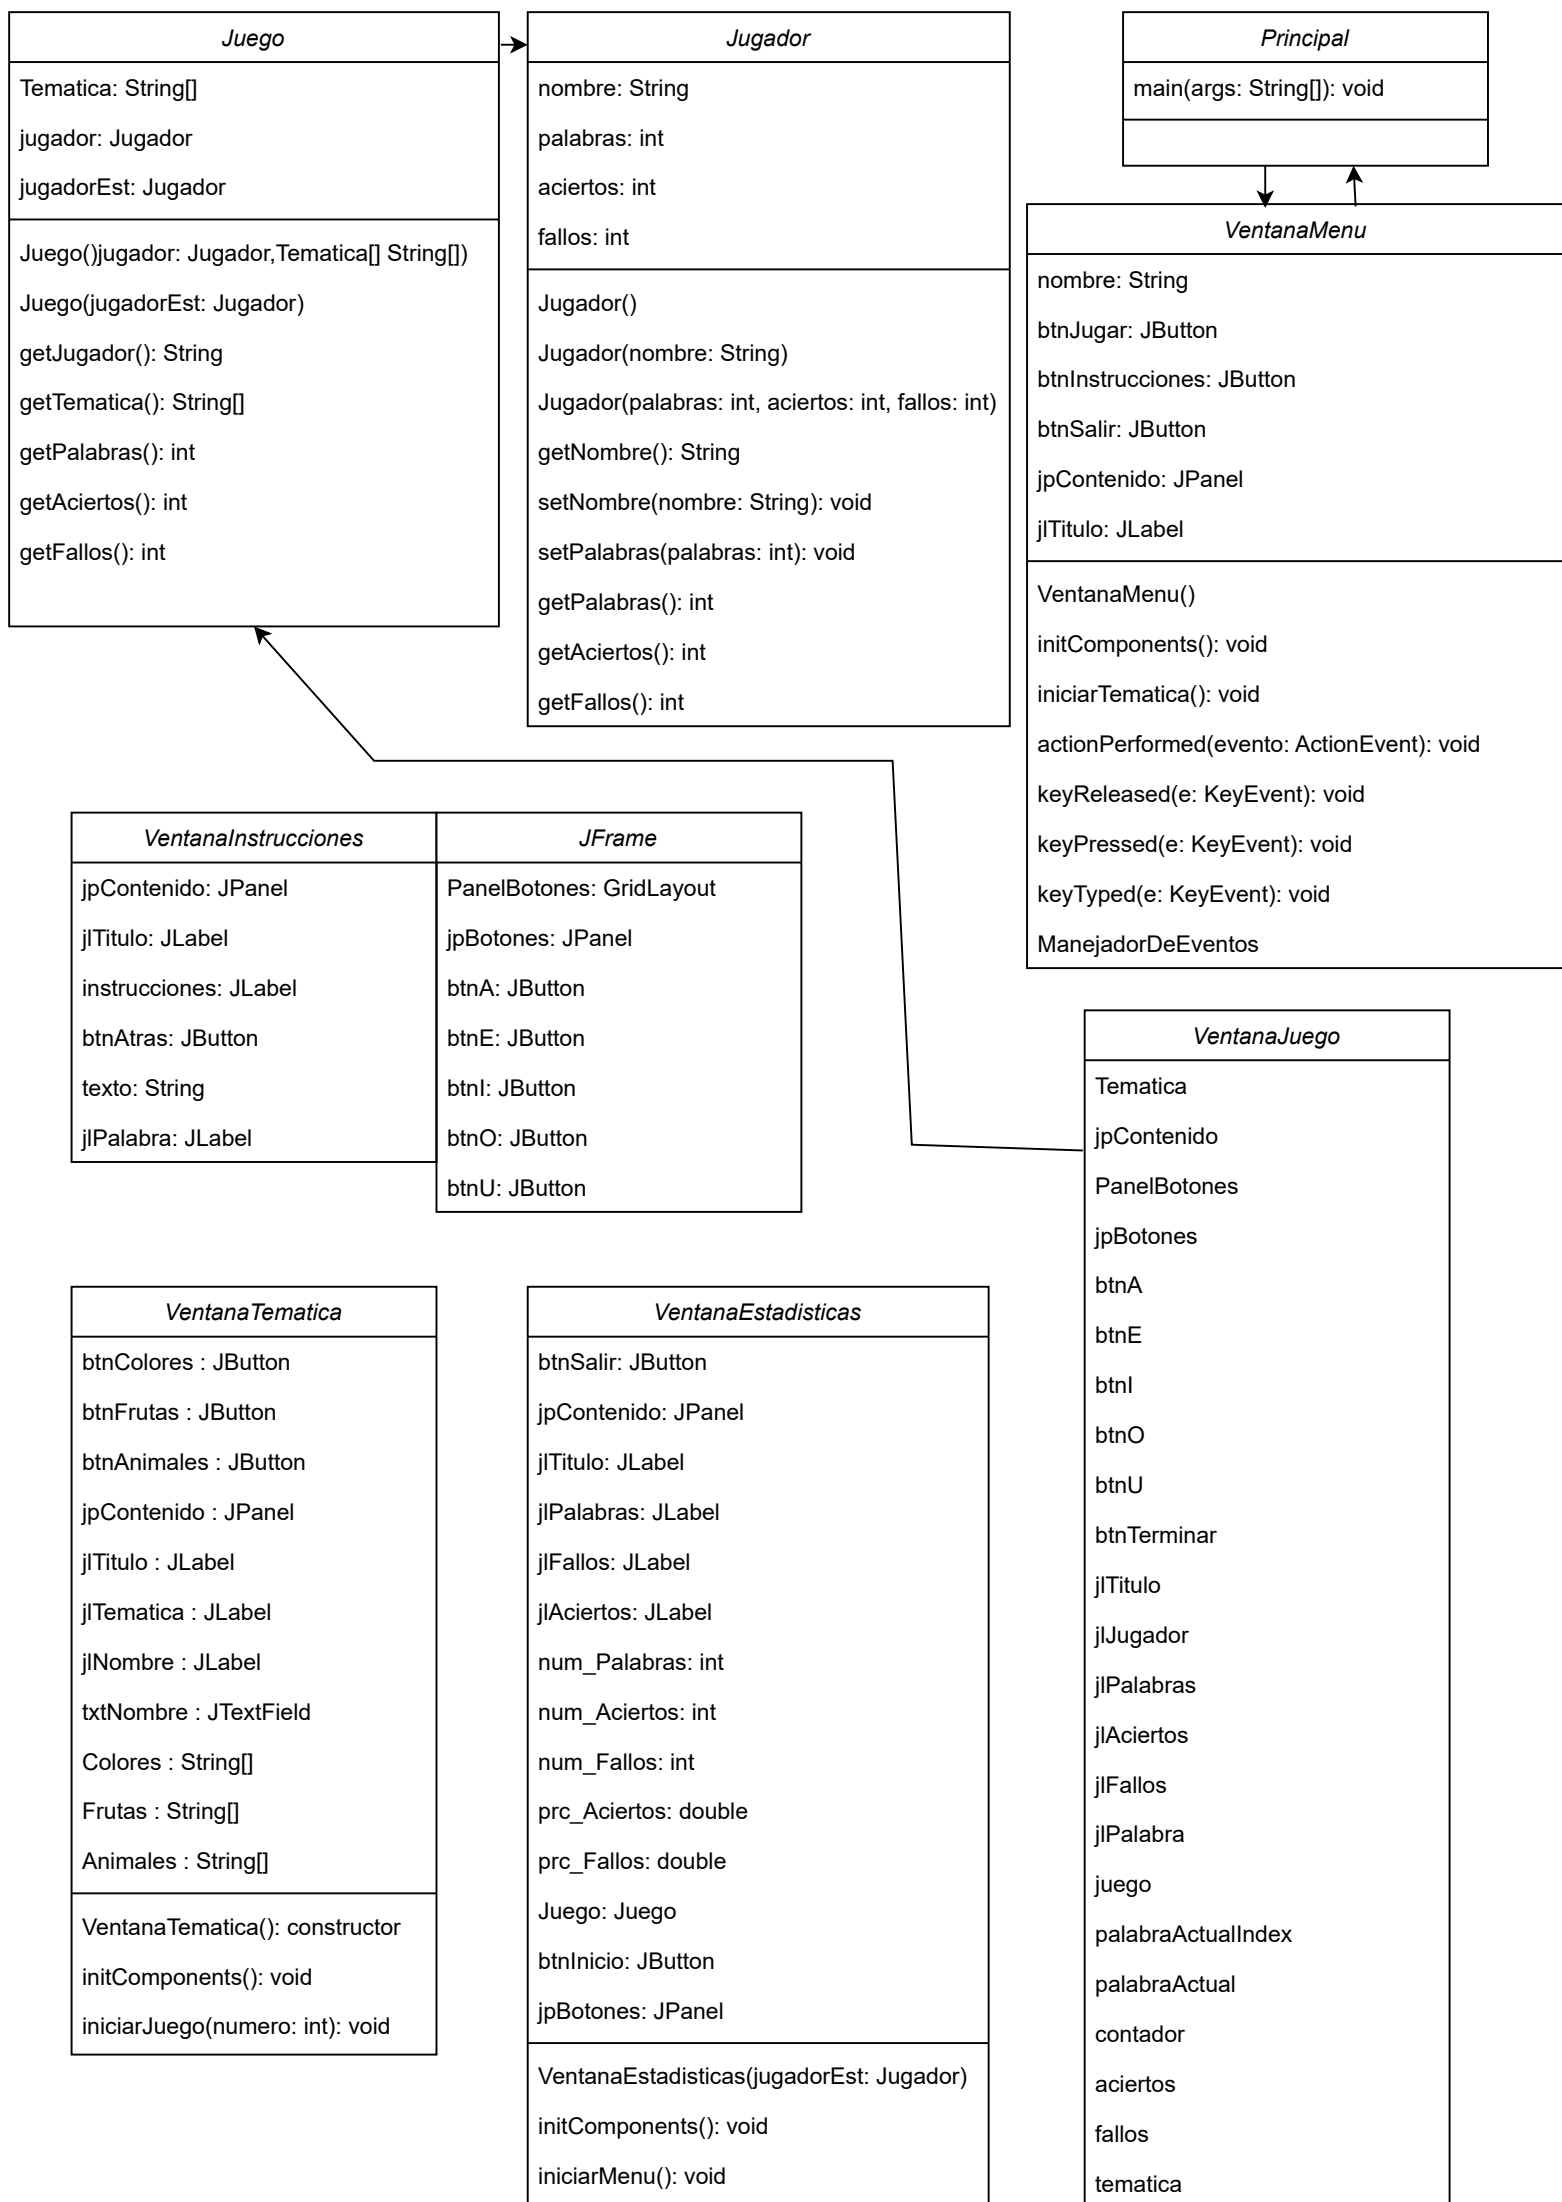 Juego
Tematica: String[]
jugador: Jugador
jugadorEst: Jugador
Juego()jugador: Jugador,Tematica[] String[])
Juego(jugadorEst: Jugador)
getJugador(): String
getTematica(): String[]
getPalabras(): int
getAciertos(): int
getFallos(): int
Jugador
nombre: String
palabras: int
aciertos: int
fallos: int
Jugador()
Jugador(nombre: String)
Jugador(palabras: int, aciertos: int, fallos: int)
getNombre(): String
setNombre(nombre: String): void
setPalabras(palabras: int): void
getPalabras(): int
getAciertos(): int
getFallos(): int
Principal
main(args: String[]): void
VentanaMenu
nombre: String
btnJugar: JButton
btnInstrucciones: JButton
btnSalir: JButton
jpContenido: JPanel
jlTitulo: JLabel
VentanaMenu()
initComponents(): void
iniciarTematica(): void
actionPerformed(evento: ActionEvent): void
keyReleased(e: KeyEvent): void
keyPressed(e: KeyEvent): void
keyTyped(e: KeyEvent): void
ManejadorDeEventos
VentanaInstrucciones
jpContenido: JPanel
jlTitulo: JLabel
instrucciones: JLabel
btnAtras: JButton
texto: String
jlPalabra: JLabel
JFrame
PanelBotones: GridLayout
jpBotones: JPanel
btnA: JButton
btnE: JButton
btnI: JButton
btnO: JButton
btnU: JButton
VentanaJuego
Tematica
jpContenido
PanelBotones
jpBotones
btnA
btnE
btnI
btnO
btnU
btnTerminar
jlTitulo
jlJugador
jlPalabras
jlAciertos
jlFallos
jlPalabra
juego
palabraActualIndex
palabraActual
contador
aciertos
fallos
tematica
VentanaTematica
btnColores : JButton
btnFrutas : JButton
btnAnimales : JButton
jpContenido : JPanel
jlTitulo : JLabel
jlTematica : JLabel
jlNombre : JLabel
txtNombre : JTextField
Colores : String[]
Frutas : String[]
Animales : String[]
VentanaTematica(): constructor
initComponents(): void
iniciarJuego(numero: int): void
VentanaEstadisticas
btnSalir: JButton
jpContenido: JPanel
jlTitulo: JLabel
jlPalabras: JLabel
jlFallos: JLabel
jlAciertos: JLabel
num_Palabras: int
num_Aciertos: int
num_Fallos: int
prc_Aciertos: double
prc_Fallos: double
Juego: Juego
btnInicio: JButton
jpBotones: JPanel
VentanaEstadisticas(jugadorEst: Jugador)
initComponents(): void
iniciarMenu(): void